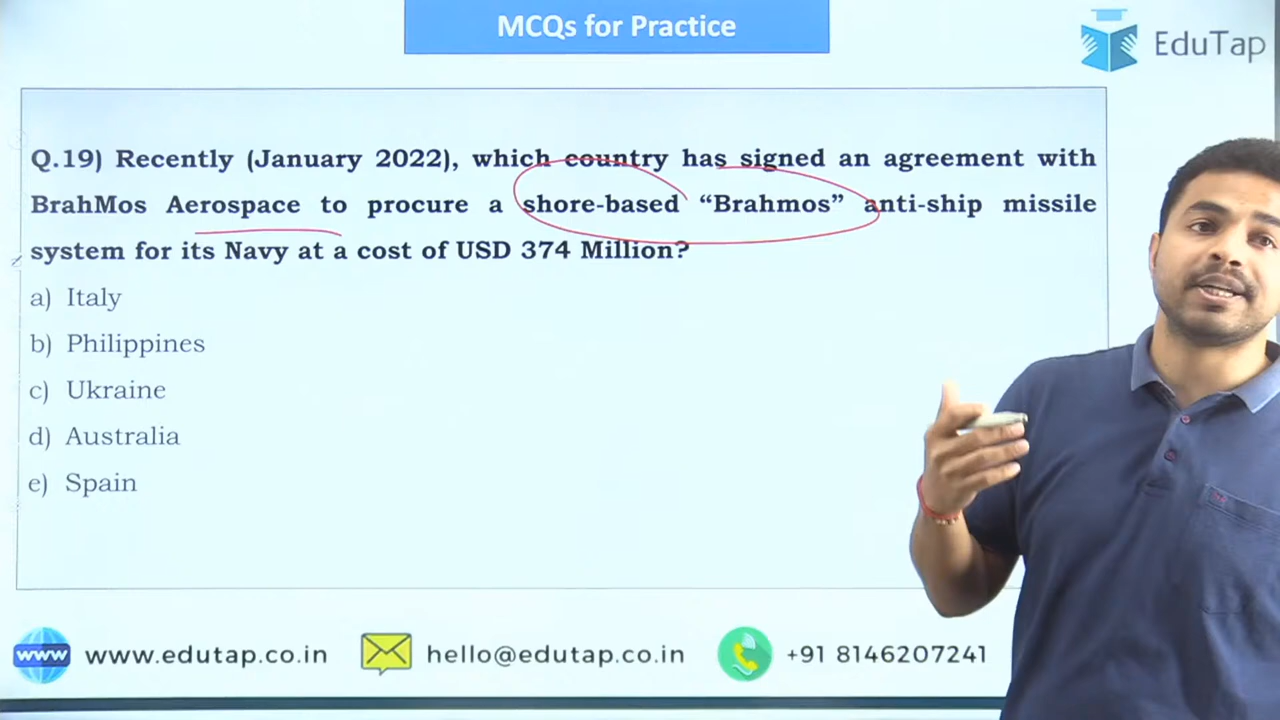 MCQs for Practice
EduTap
Q.19) Recently (January 2022), which country has signed an agreement with
BrahMos Aerospace to procure a shore-based “Brahmos” anti-ship missile
system for its Navy at a cost of USD 374 Million?
a) Italy
b) Philippines
c) Ukraine
d) Australia
e) Spain
www www.edutap.co.in hello@edutap.co.in +91 8146207241